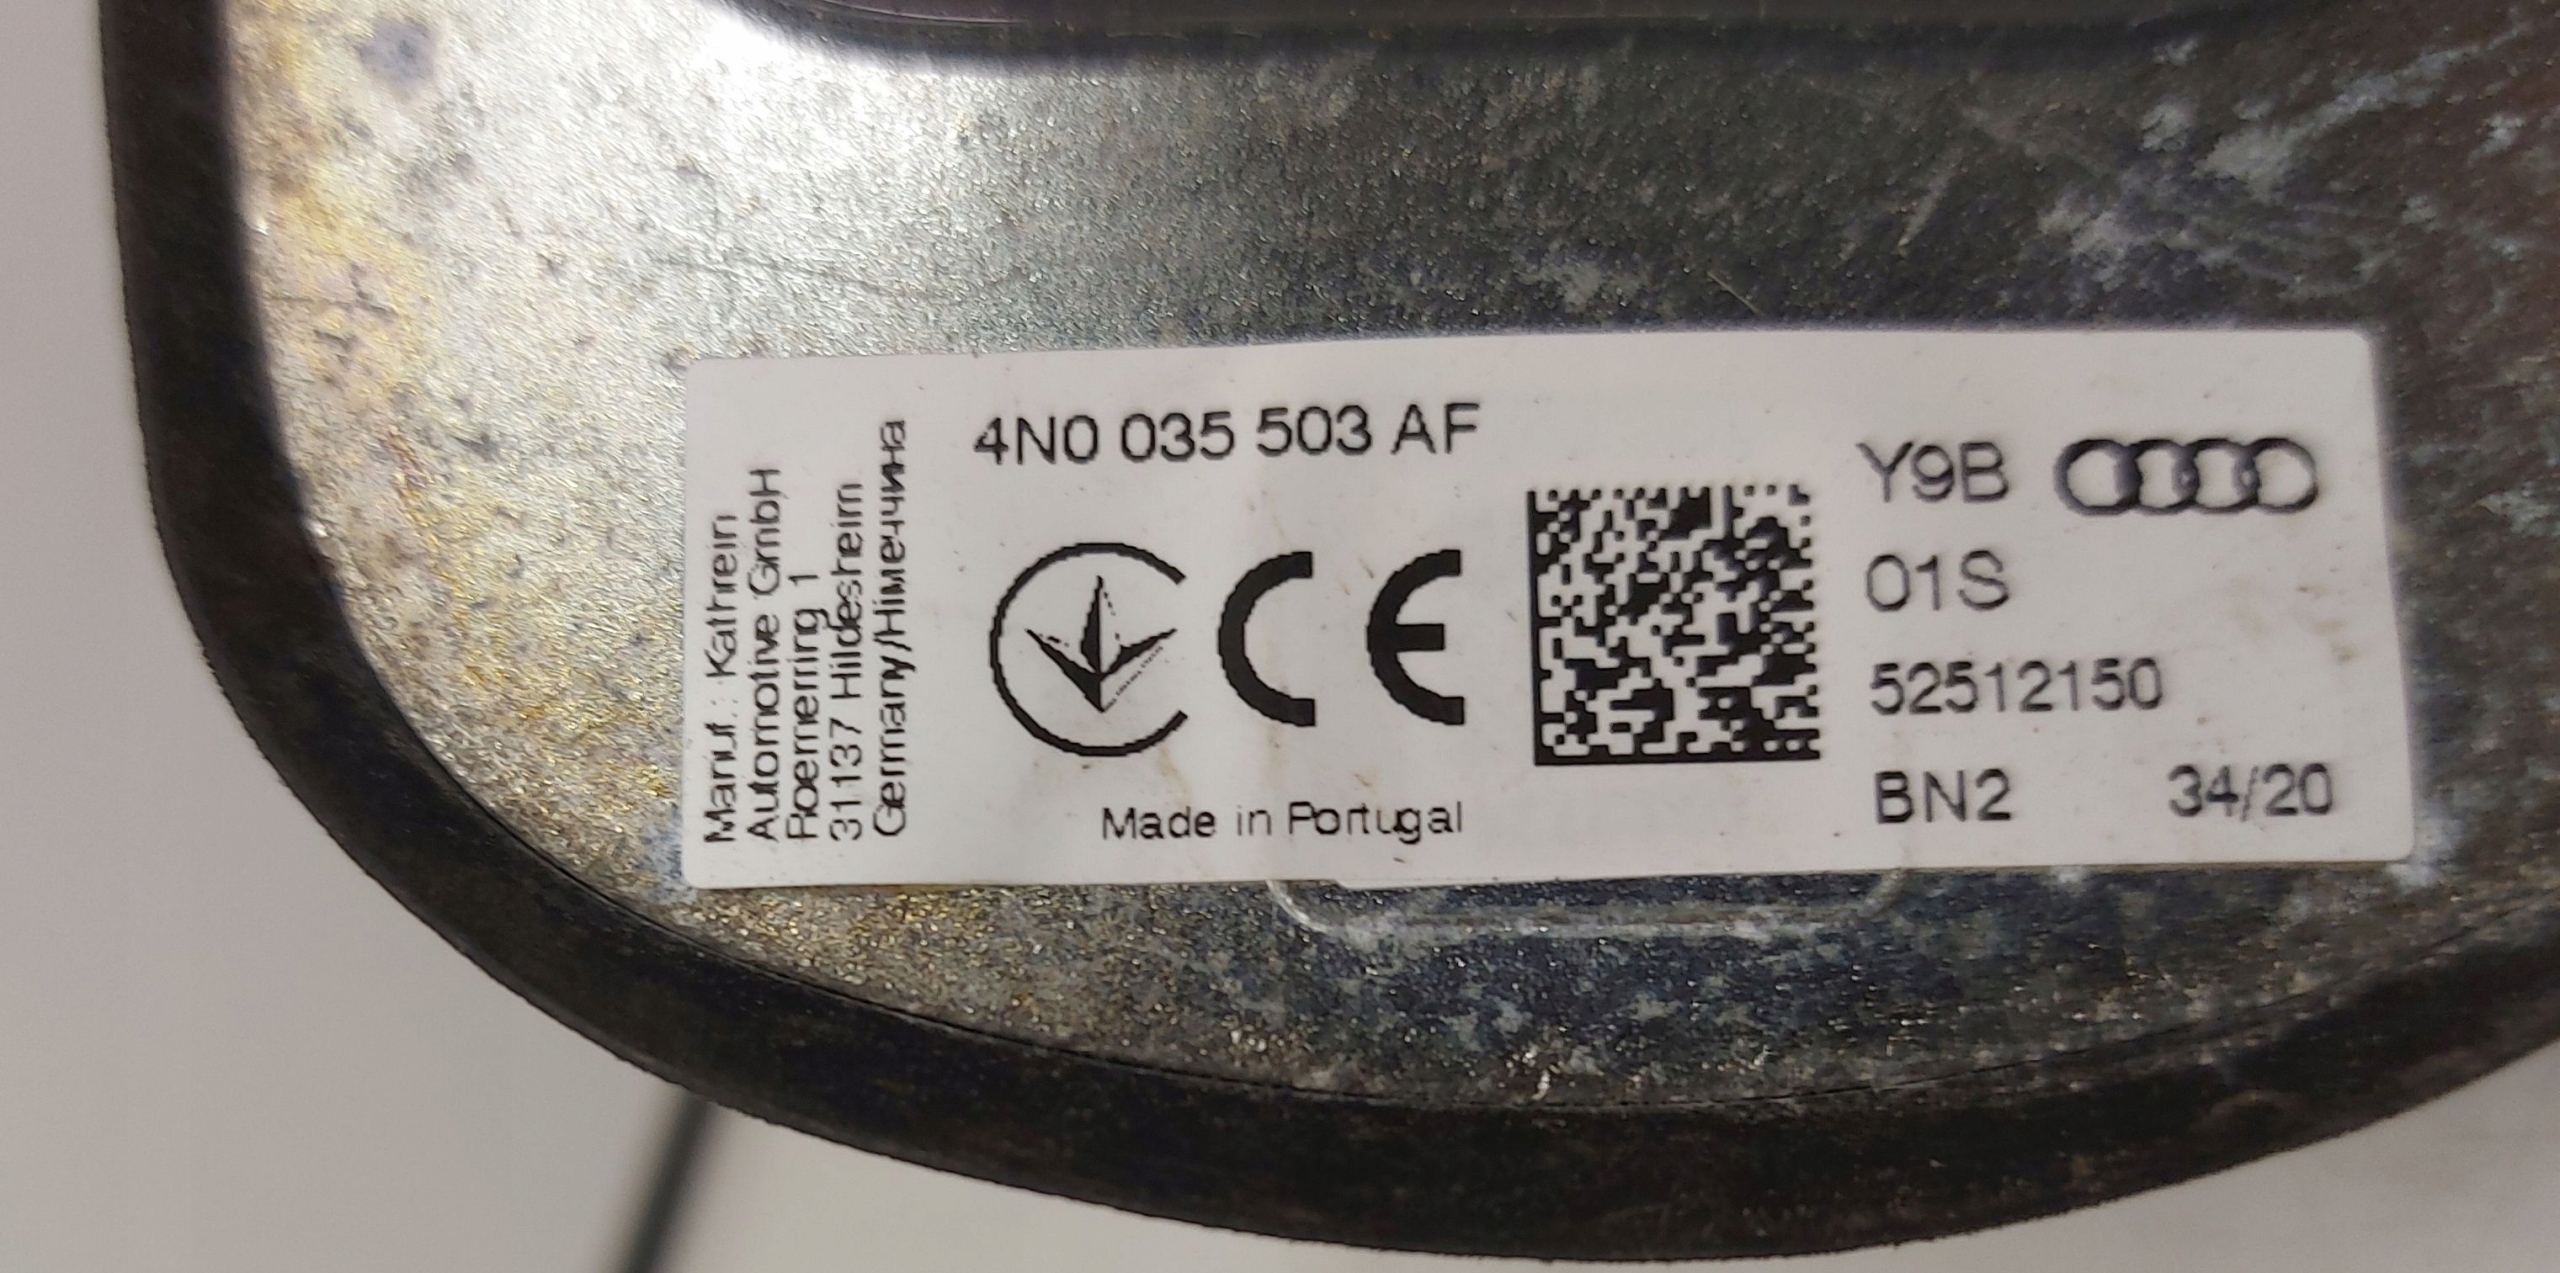 Manuf.: Kathrein
Automotive GmbH
Roemerring 1
31137 Hildesheim
Germany/Німеччина
4N0 035 503 AF
CE
Made in Portugal
Y9B
01S
52512150
BN2 34/20